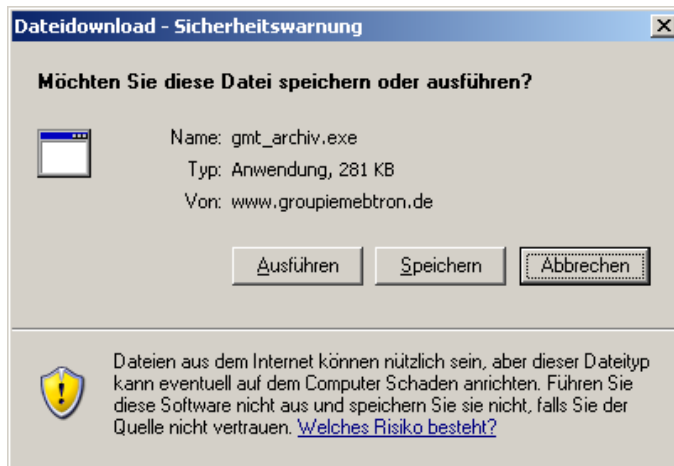 Dateidownload - Sicherheitswarnung
Möchten Sie diese Datei speichern oder ausführen?
Name: gmt_archiv.exe
Typ: Anwendung, 281 KB
Von: www.groupiemebtron.de
Ausführen Speichern Abbrechen
Dateien aus dem Internet können nützlich sein, aber dieser Dateityp
kann eventuell auf dem Computer Schaden anrichten. Führen Sie
diese Software nicht aus und speichern Sie sie nicht, falls Sie der
Quelle nicht vertrauen. Welches Risiko besteht?